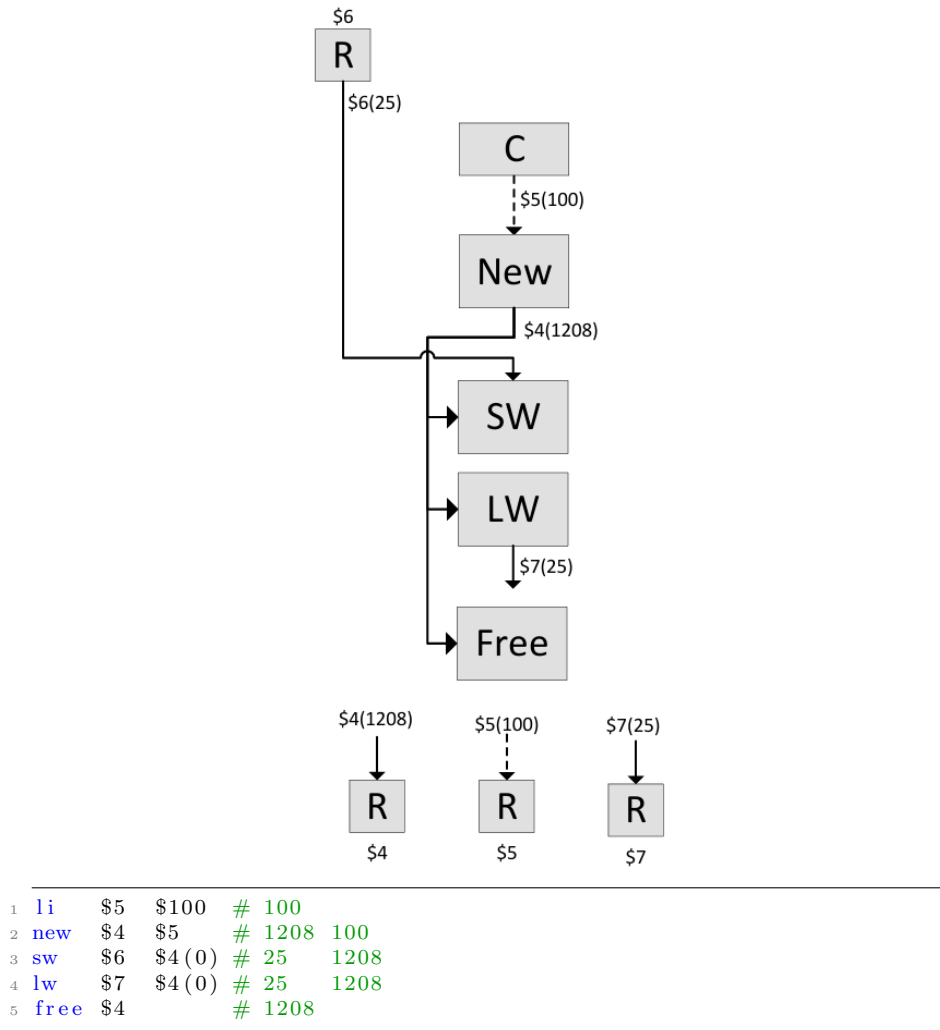 $6
R
$6(25)
C
$5(100)
New
$4(1208)
SW
LW
$7(25)
Free
$4(1208) $5(100) $7(25)
R R R
$4 $5 $7
1 li $5 $100 # 100
2 new $4 $5 # 1208 100
3 sw $6 $4(0) # 25 1208
4 lw $7 $4(0) # 25 1208
5 free $4 # 1208